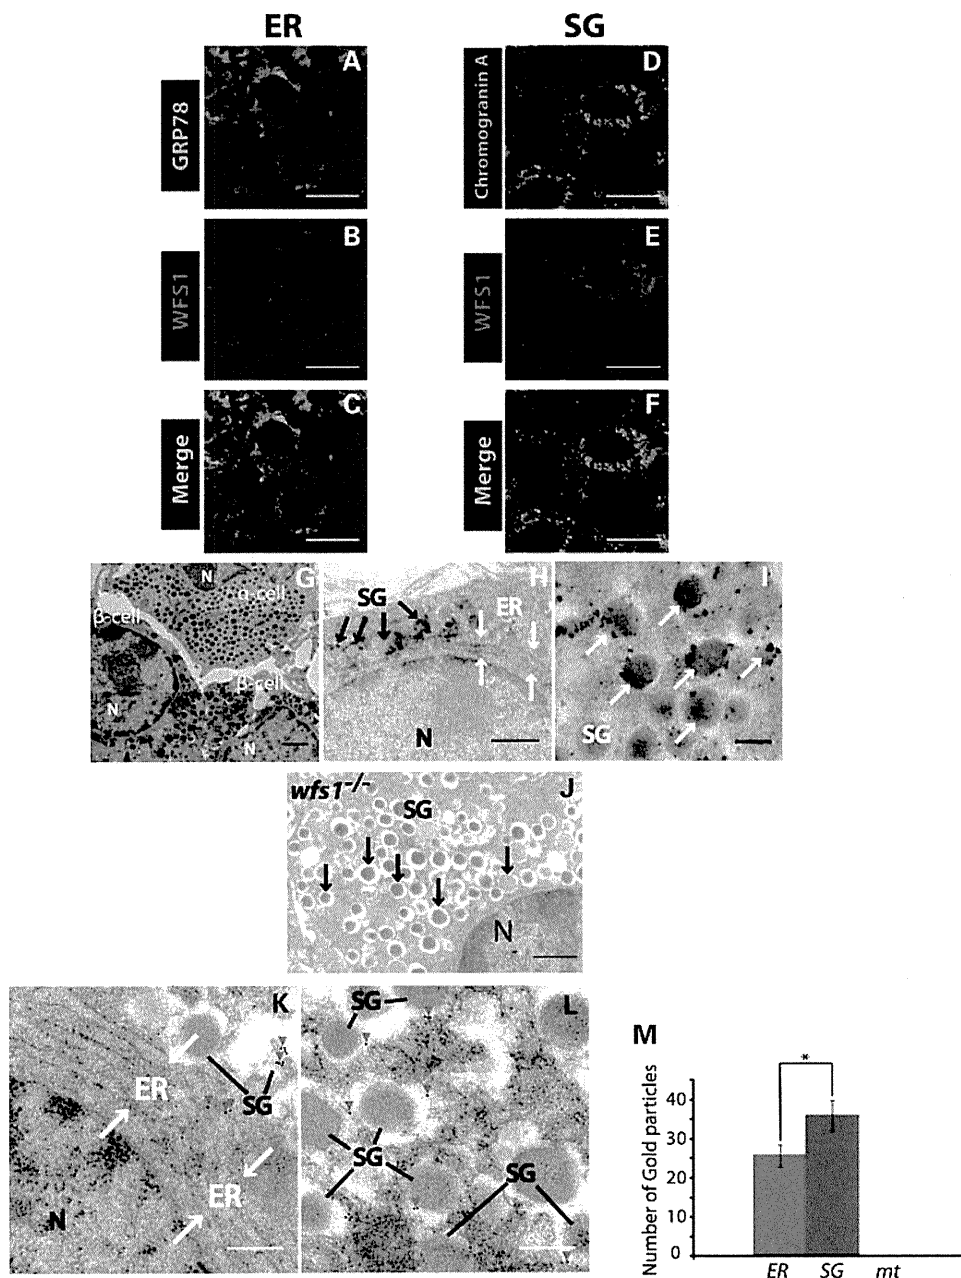 ER
SG
GRP78
A
Chromogranin A
D
WFS1
B
WFS1
E
Merge
C
Merge
F
G
N
α-cell
β-cell
β-cell
N
N
H
SG
ER
N
I
SG
J
wfs1-/-
SG
N
K
SG
ER
ER
N
L
SG
SG
SG
M
*
Number of Gold particles
40
30
20
10
0
ER SG mt